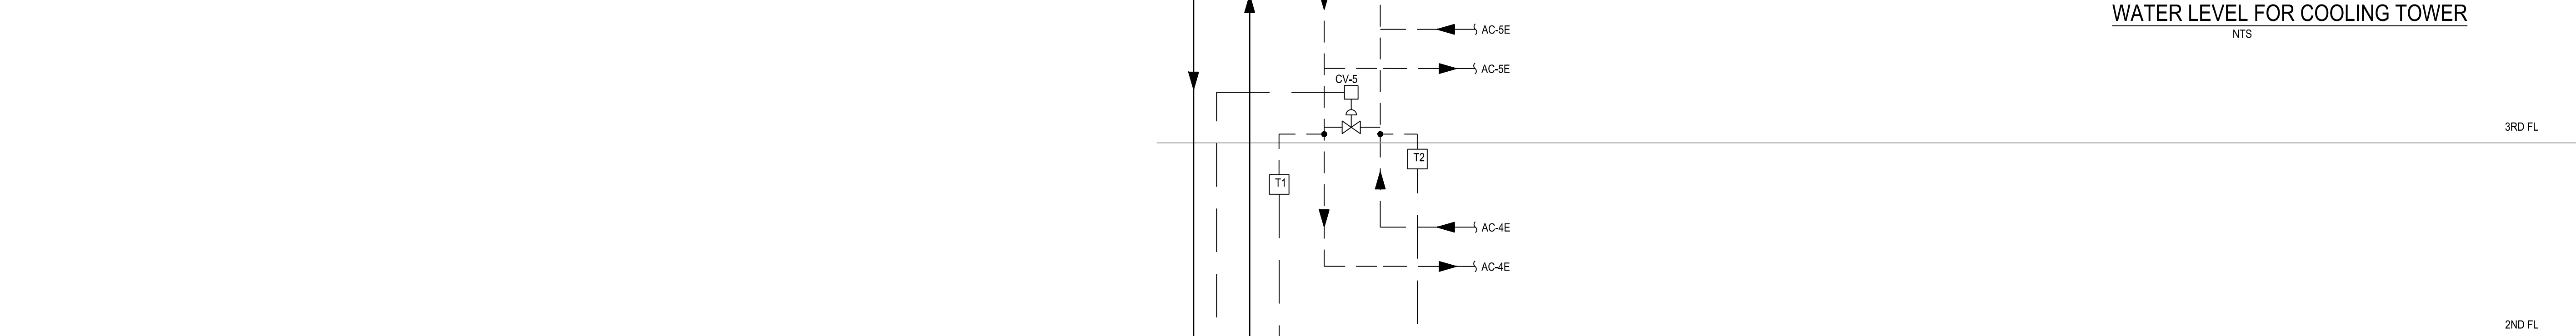 WATER LEVEL FOR COOLING TOWER
NTS
AC-5E
AC-5E
CV-5
3RD FL
T2
T1
AC-4E
AC-4E
2ND FL